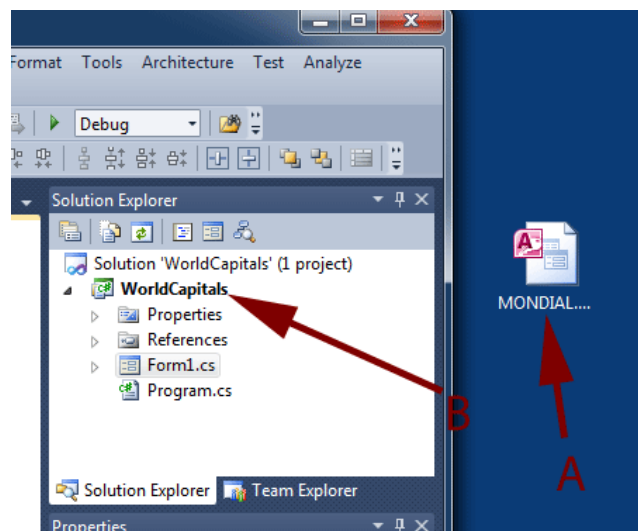 Format Tools Architecture Test Analyze
Debug
Solution Explorer
Solution 'WorldCapitals' (1 project)
WorldCapitals
Properties
References
Form1.cs
Program.cs
MONDIAL....
B
A
Solution Explorer Team Explorer
Properties